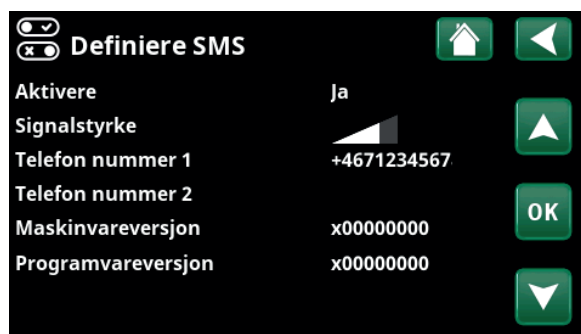 Definiere SMS
Aktivere Ja
Signalstyrke
Telefon nummer 1 +4671234567
Telefon nummer 2
Maskinvareversjon x00000000
OK
Programvareversjon x00000000